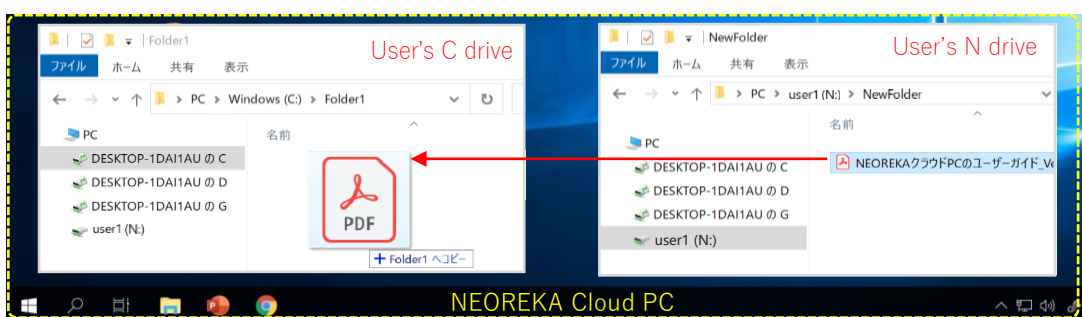 Folder1
User's C drive
ファイル ホーム 共有 表示
PC > Windows (C:) > Folder1
PC
名前
DESKTOP-1DAI1AU の C
DESKTOP-1DAI1AU の D
DESKTOP-1DAI1AU の G
user1 (N:)
PDF
+ Folder1 へコピー
NewFolder
User's N drive
ファイル ホーム 共有 表示
PC > user1 (N:) > NewFolder
PC
名前
NEOREKAクラウドPCのユーザーガイド_Ve
DESKTOP-1DAI1AU の C
DESKTOP-1DAI1AU の D
DESKTOP-1DAI1AU の G
user1 (N:)
NEOREKA Cloud PC